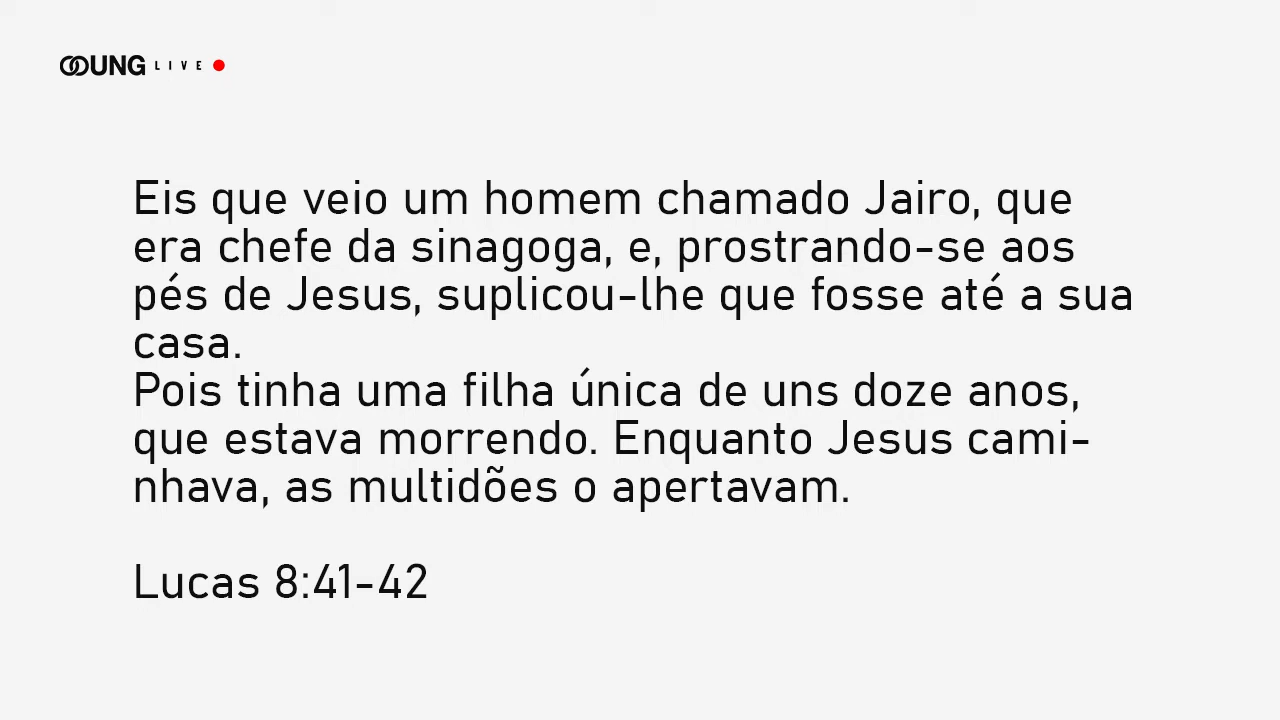 OOUNG LIVE
Eis que veio um homem chamado Jairo, que
era chefe da sinagoga, e, prostrando-se aos
pés de Jesus, suplicou-lhe que fosse até a sua
casa.
Pois tinha uma filha única de uns doze anos,
que estava morrendo. Enquanto Jesus cami-
nhava, as multidões o apertavam.
Lucas 8:41-42